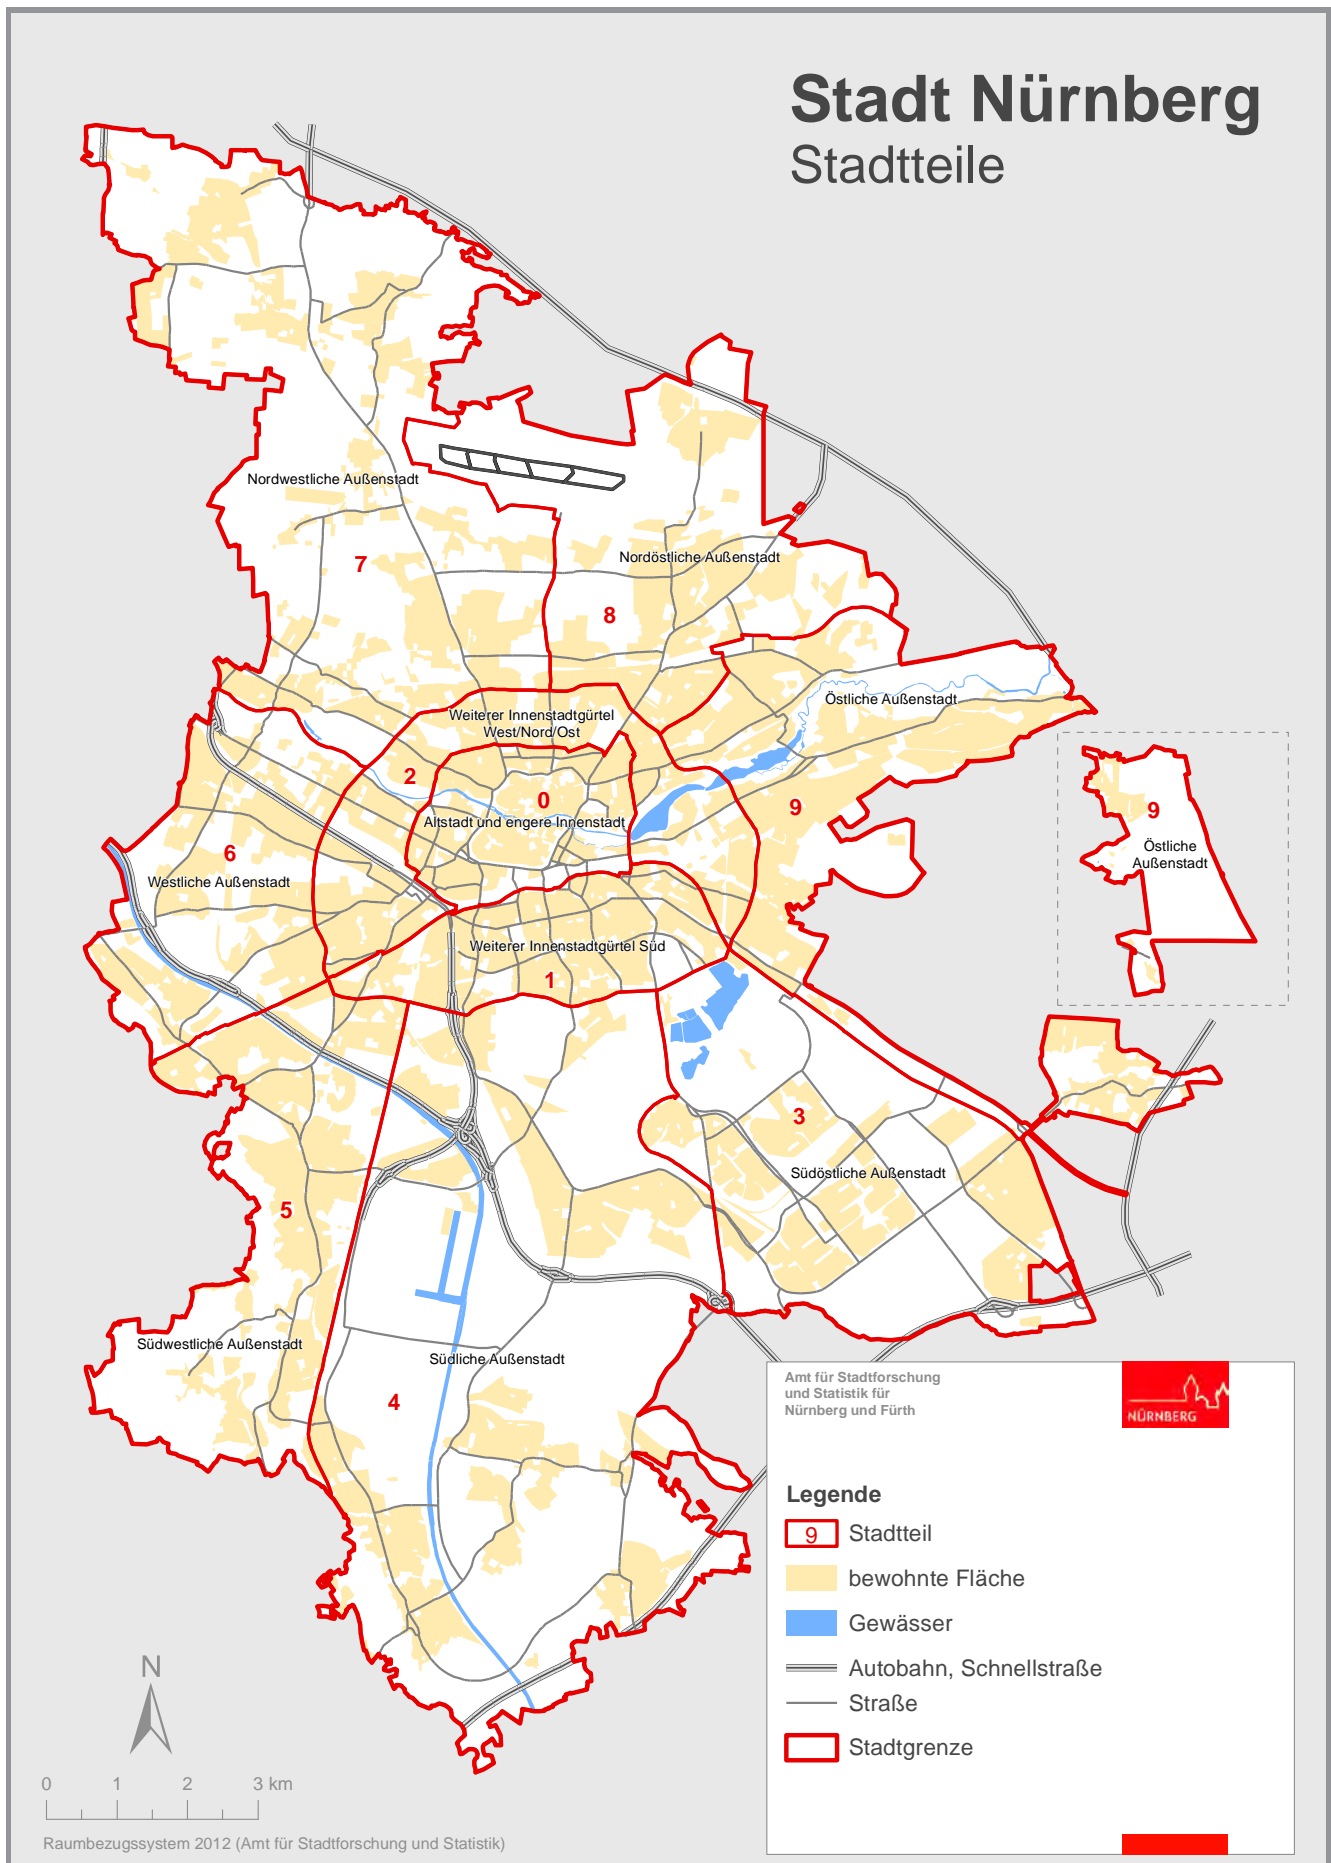 Stadt Nürnberg
Stadtteile
Nordwestliche Außenstadt
7
Nordöstliche Außenstadt
8
Östliche Außenstadt
Weiterer Innenstadtgürtel
West/Nord/Ost
2
0
Altstadt und engere Innenstadt
9
9
Östliche
Außenstadt
6
Westliche Außenstadt
Weiterer Innenstadtgürtel Süd
1
3
Südöstliche Außenstadt
5
Südwestliche Außenstadt
Südliche Außenstadt
4
Amt für Stadtforschung
und Statistik für
Nürnberg und Fürth
NÜRNBERG
Legende
9 Stadtteil
bewohnte Fläche
Gewässer
Autobahn, Schnellstraße
Straße
Stadtgrenze
N
0 1 2 3 km
Raumbezugssystem 2012 (Amt für Stadtforschung und Statistik)